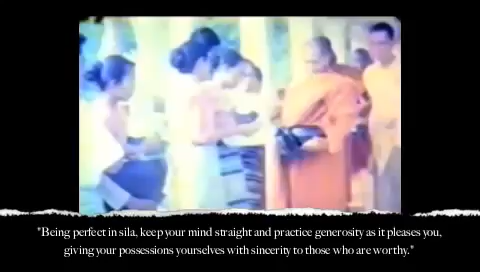 "Being perfect in sila, keep your mind straight and practice generosity as it pleases you,
giving your possessions yourselves with sincerity to those who are worthy."